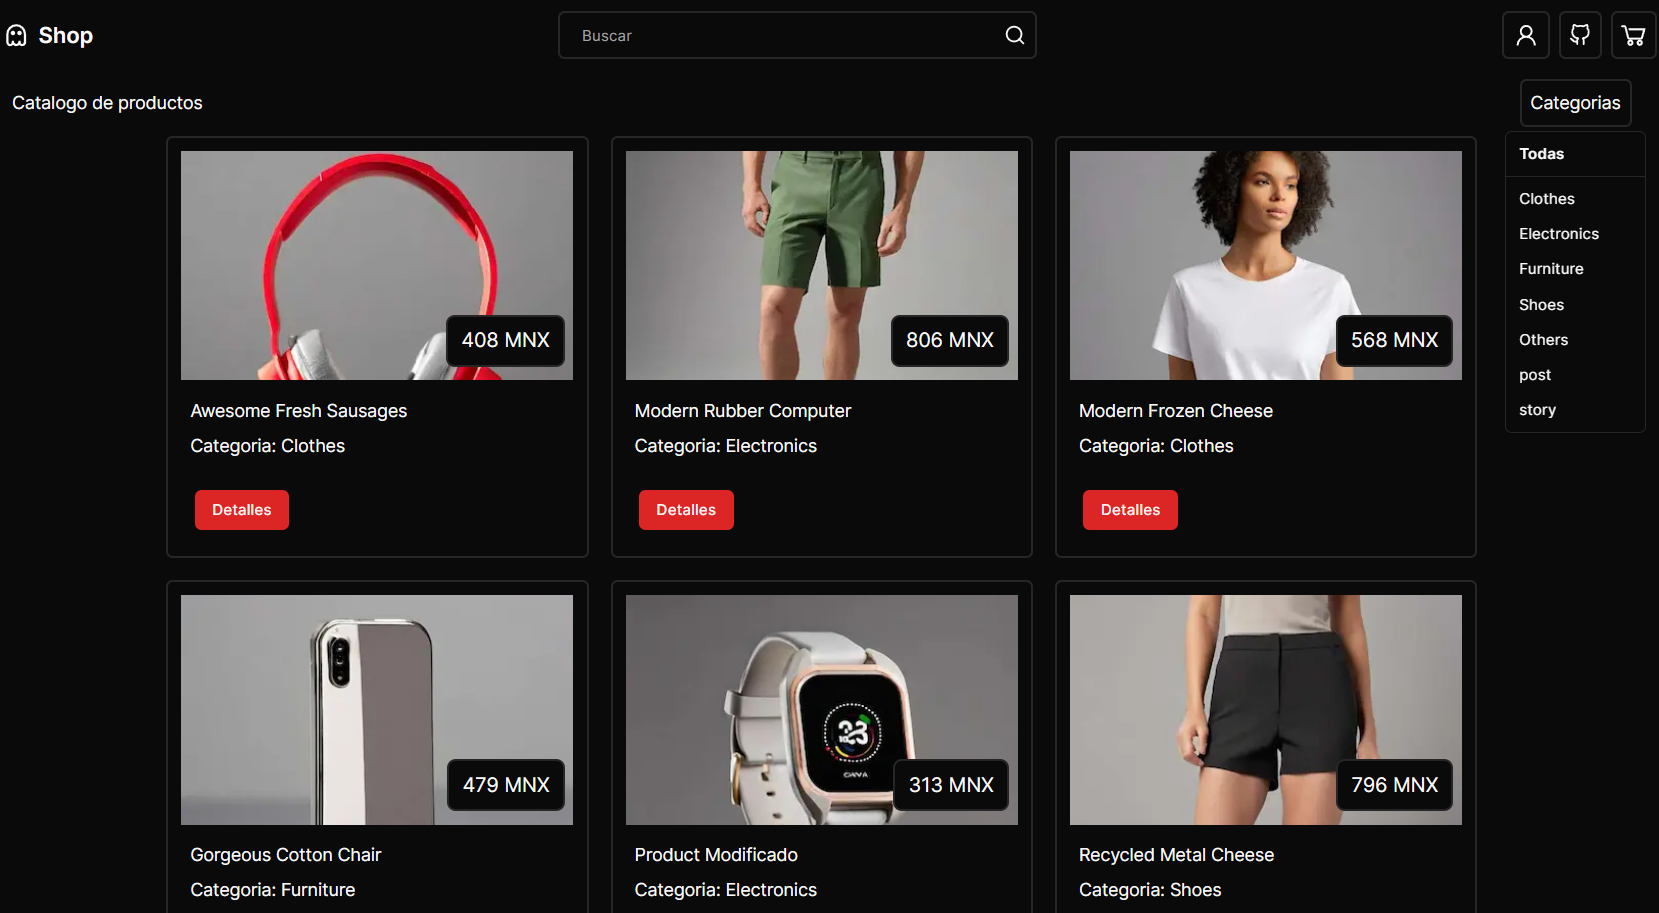 Shop
Buscar
Catalogo de productos
Categorias
Todas
Clothes
Electronics
Furniture
Shoes
Others
post
story
408 MNX
Awesome Fresh Sausages
Categoria: Clothes
Detalles
806 MNX
Modern Rubber Computer
Categoria: Electronics
Detalles
568 MNX
Modern Frozen Cheese
Categoria: Clothes
Detalles
479 MNX
Gorgeous Cotton Chair
Categoria: Furniture
313 MNX
Product Modificado
Categoria: Electronics
796 MNX
Recycled Metal Cheese
Categoria: Shoes